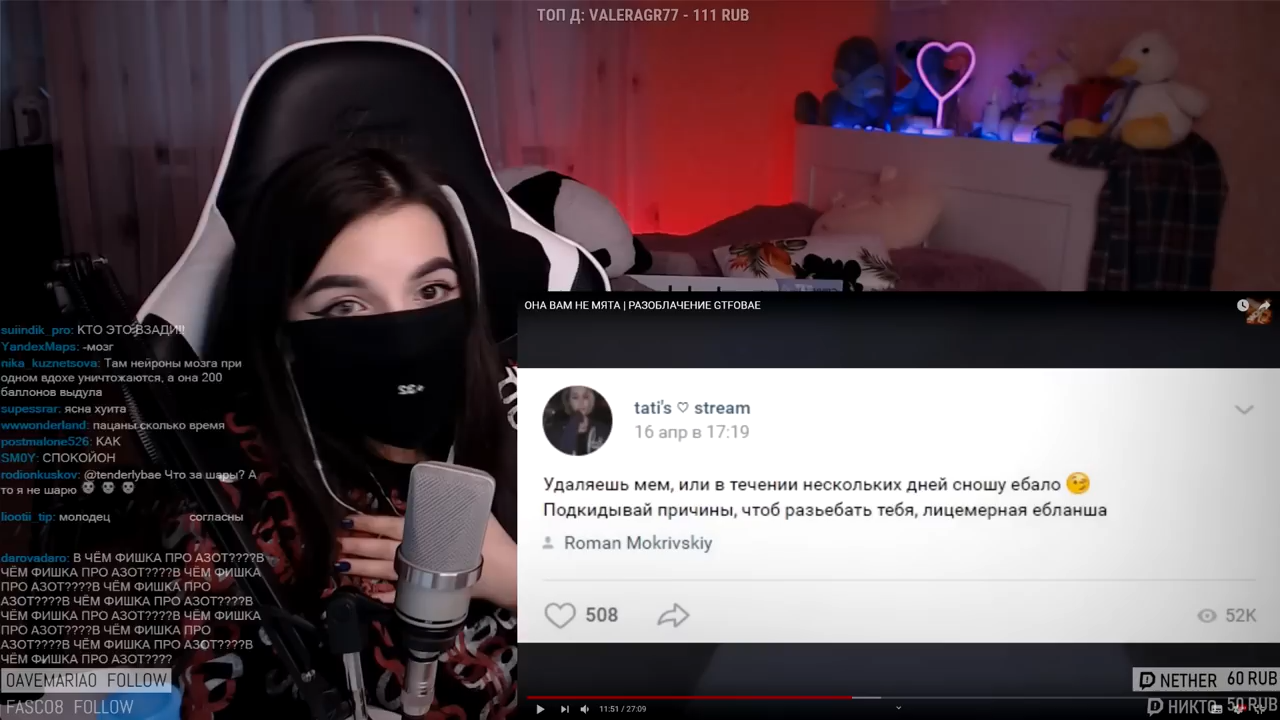 ТОП Д: VALERAGR77 - 111 RUB
ОНА ВАМ НЕ МЯТА | РАЗОБЛАЧЕНИЕ GTFOBAE
suiindik_pro: КТО ЭТО ВЗАДИ!!
YandexMaps: -мозг
nika_kuznetsova: Там нейроны мозга при
одном вдохе уничтожаются, а она 200
баллонов выдула
supessrar: ясна хуита
wwwonderland: пацаны сколько время
postmalone526: КАК
SM0Y: СПОКОЙОН
rodionkuskov: @tenderlybae Что за шары? А
то я не шарю
liootii_tip: молодец согласны
darovadaro: В ЧЁМ ФИШКА ПРО АЗОТ????В
ЧЁМ ФИШКА ПРО АЗОТ????В ЧЁМ ФИШКА
ПРО АЗОТ????В ЧЁМ ФИШКА ПРО
АЗОТ????В ЧЁМ ФИШКА ПРО АЗОТ????В
ЧЁМ ФИШКА ПРО АЗОТ????В ЧЁМ ФИШКА
ПРО АЗОТ????В ЧЁМ ФИШКА ПРО
АЗОТ????В ЧЁМ ФИШКА ПРО АЗОТ????В
ЧЁМ ФИШКА ПРО АЗОТ????
OAVEMARIAO FOLLOW
FASCO8 FOLLOW
tati's ♡ stream
16 апр в 17:19
Удаляешь мем, или в течении нескольких дней сношу ебало 😉
Подкидывай причины, чтоб разьебать тебя, лицемерная ебланша
Roman Mokrivskiy
508
52K
NETHER 60 RUB
НИКТО 50 RUB
11:51 / 27:09